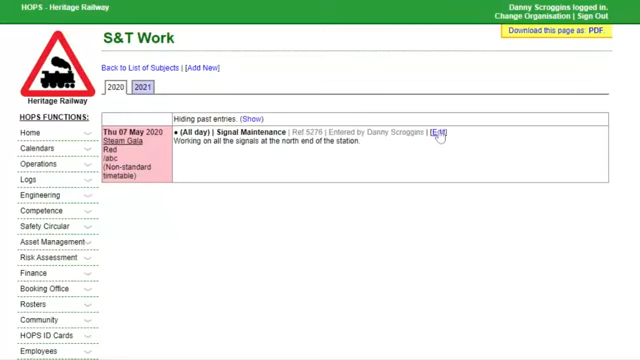 HOPS - Heritage Railway
Danny Scroggins logged in.
Change Organisation | Sign Out
Download this page as: PDF.
S&T Work
Back to List of Subjects | [Add New]
2020 2021
Heritage Railway
HOPS FUNCTIONS:
Home
Calendars
Operations
Logs
Engineering
Competence
Safety Circular
Asset Management
Risk Assessment
Finance
Booking Office
Rosters
Community
HOPS ID Cards
Employees
Hiding past entries. (Show)
Thu 07 May 2020
Steam Gala
Red
/abc
(Non-standard
timetable)
• (All day) | Signal Maintenance | Ref 5276 | Entered by Danny Scroggins | [Edit]
Working on all the signals at the north end of the station.